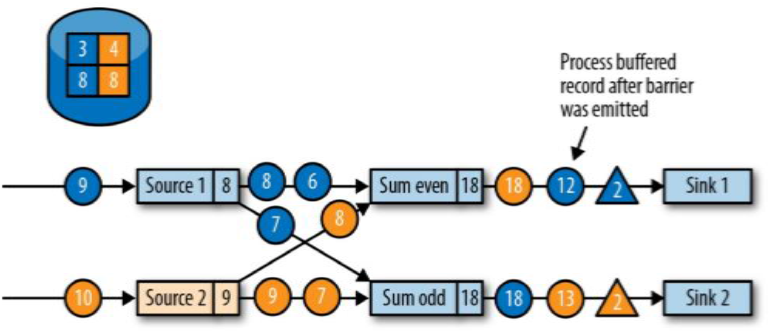 3 4
8 8
Process buffered
record after barrier
was emitted
9 Source 1 8 8 6 Sum even 18 18 12 2 Sink 1
7 8
10 Source 2 9 9 7 Sum odd 18 18 13 2 Sink 2